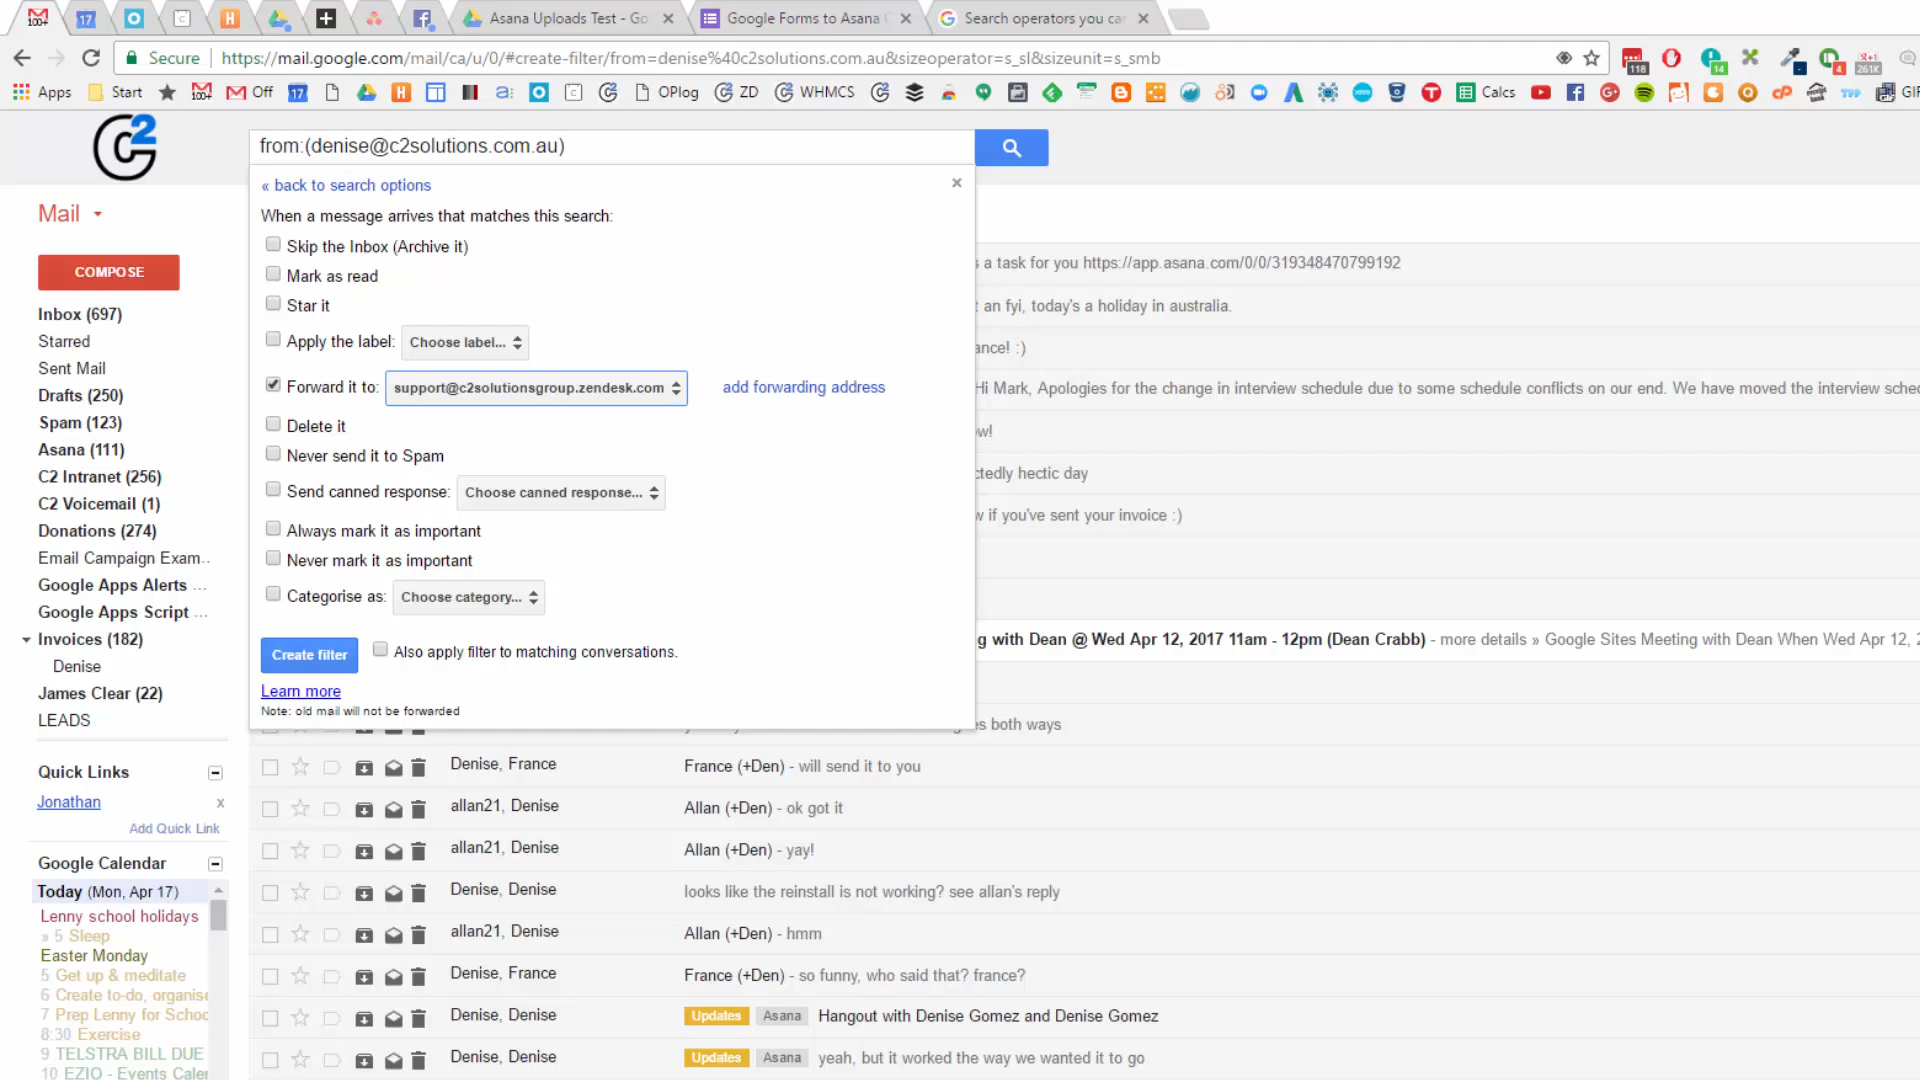 Asana Uploads Test - Go
Google Forms to Asana
Search operators you car
Secure
https://mail.google.com/mail/ca/u/0/#create-filter/from=denise%40c2solutions.com.au&sizeoperator=s_sl&sizeunit=s_smb
118
14
4
261K
Apps
Start
Off
17
OPlog
ZD
WHMCS
Calcs
C2
from:(denise@c2solutions.com.au)
« back to search options
When a message arrives that matches this search:
Skip the Inbox (Archive it)
Mark as read
Star it
Apply the label: Choose label...
Forward it to: support@c2solutionsgroup.zendesk.com add forwarding address
Delete it
Never send it to Spam
Send canned response: Choose canned response...
Always mark it as important
Never mark it as important
Categorise as: Choose category...
Create filter Also apply filter to matching conversations.
Learn more
Note: old mail will not be forwarded
Mail
COMPOSE
Inbox (697)
Starred
Sent Mail
Drafts (250)
Spam (123)
Asana (111)
C2 Intranet (256)
C2 Voicemail (1)
Donations (274)
Email Campaign Exam..
Google Apps Alerts ...
Google Apps Script ...
Invoices (182)
Denise
James Clear (22)
LEADS
Quick Links
Jonathan x
Add Quick Link
Google Calendar
Today (Mon, Apr 17)
Lenny school holidays
» 5 Sleep
Easter Monday
5 Get up & meditate
6 Create to-do, organise
7 Prep Lenny for Schoo
8:30 Exercise
9 TELSTRA BILL DUE
10 EZIO - Events Caler
s a task for you https://app.asana.com/0/0/319348470799192
t an fyi, today's a holiday in australia.
ance! :)
Hi Mark, Apologies for the change in interview schedule due to some schedule conflicts on our end. We have moved the interview sche
ow!
ctedly hectic day
w if you've sent your invoice :)
g with Dean @ Wed Apr 12, 2017 11am - 12pm (Dean Crabb) - more details » Google Sites Meeting with Dean When Wed Apr 12, 2
es both ways
Denise, France France (+Den) - will send it to you
allan21, Denise Allan (+Den) - ok got it
allan21, Denise Allan (+Den) - yay!
Denise, Denise looks like the reinstall is not working? see allan's reply
allan21, Denise Allan (+Den) - hmm
Denise, France France (+Den) - so funny, who said that? france?
Denise, Denise Updates Asana Hangout with Denise Gomez and Denise Gomez
Denise, Denise Updates Asana yeah, but it worked the way we wanted it to go